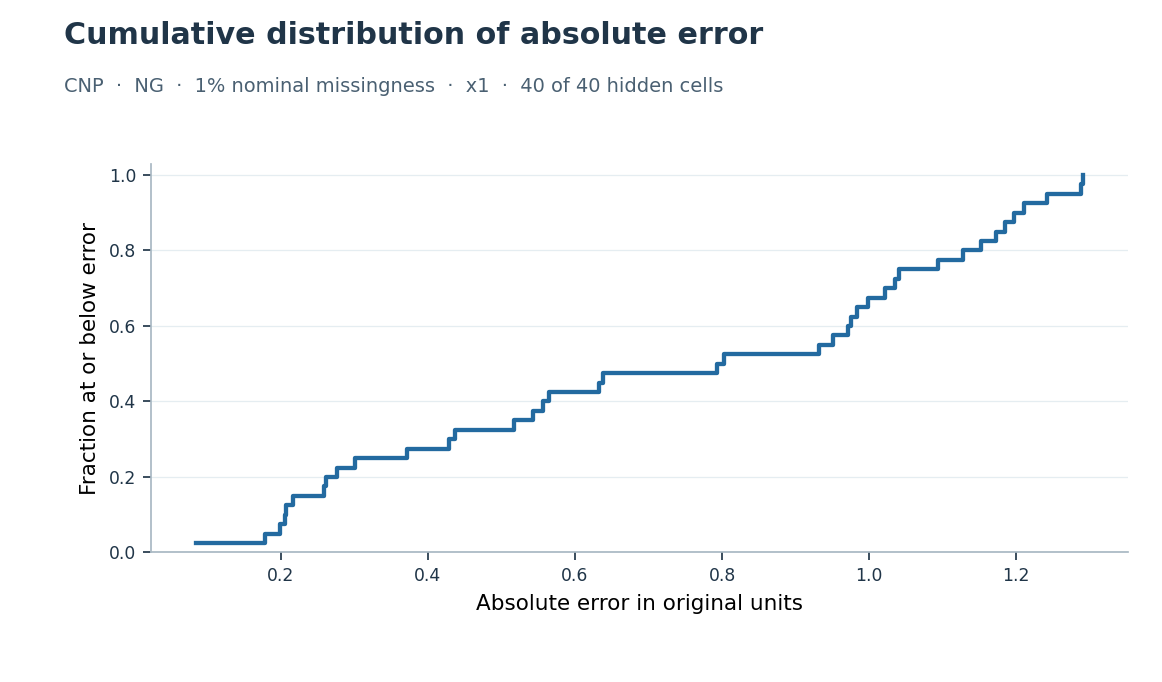 Cumulative distribution of absolute error
CNP · NG · 1% nominal missingness · x1 · 40 of 40 hidden cells
Fraction at or below error
1.0
0.8
0.6
0.4
0.2
0.0
0.2 0.4 0.6 0.8 1.0 1.2
Absolute error in original units